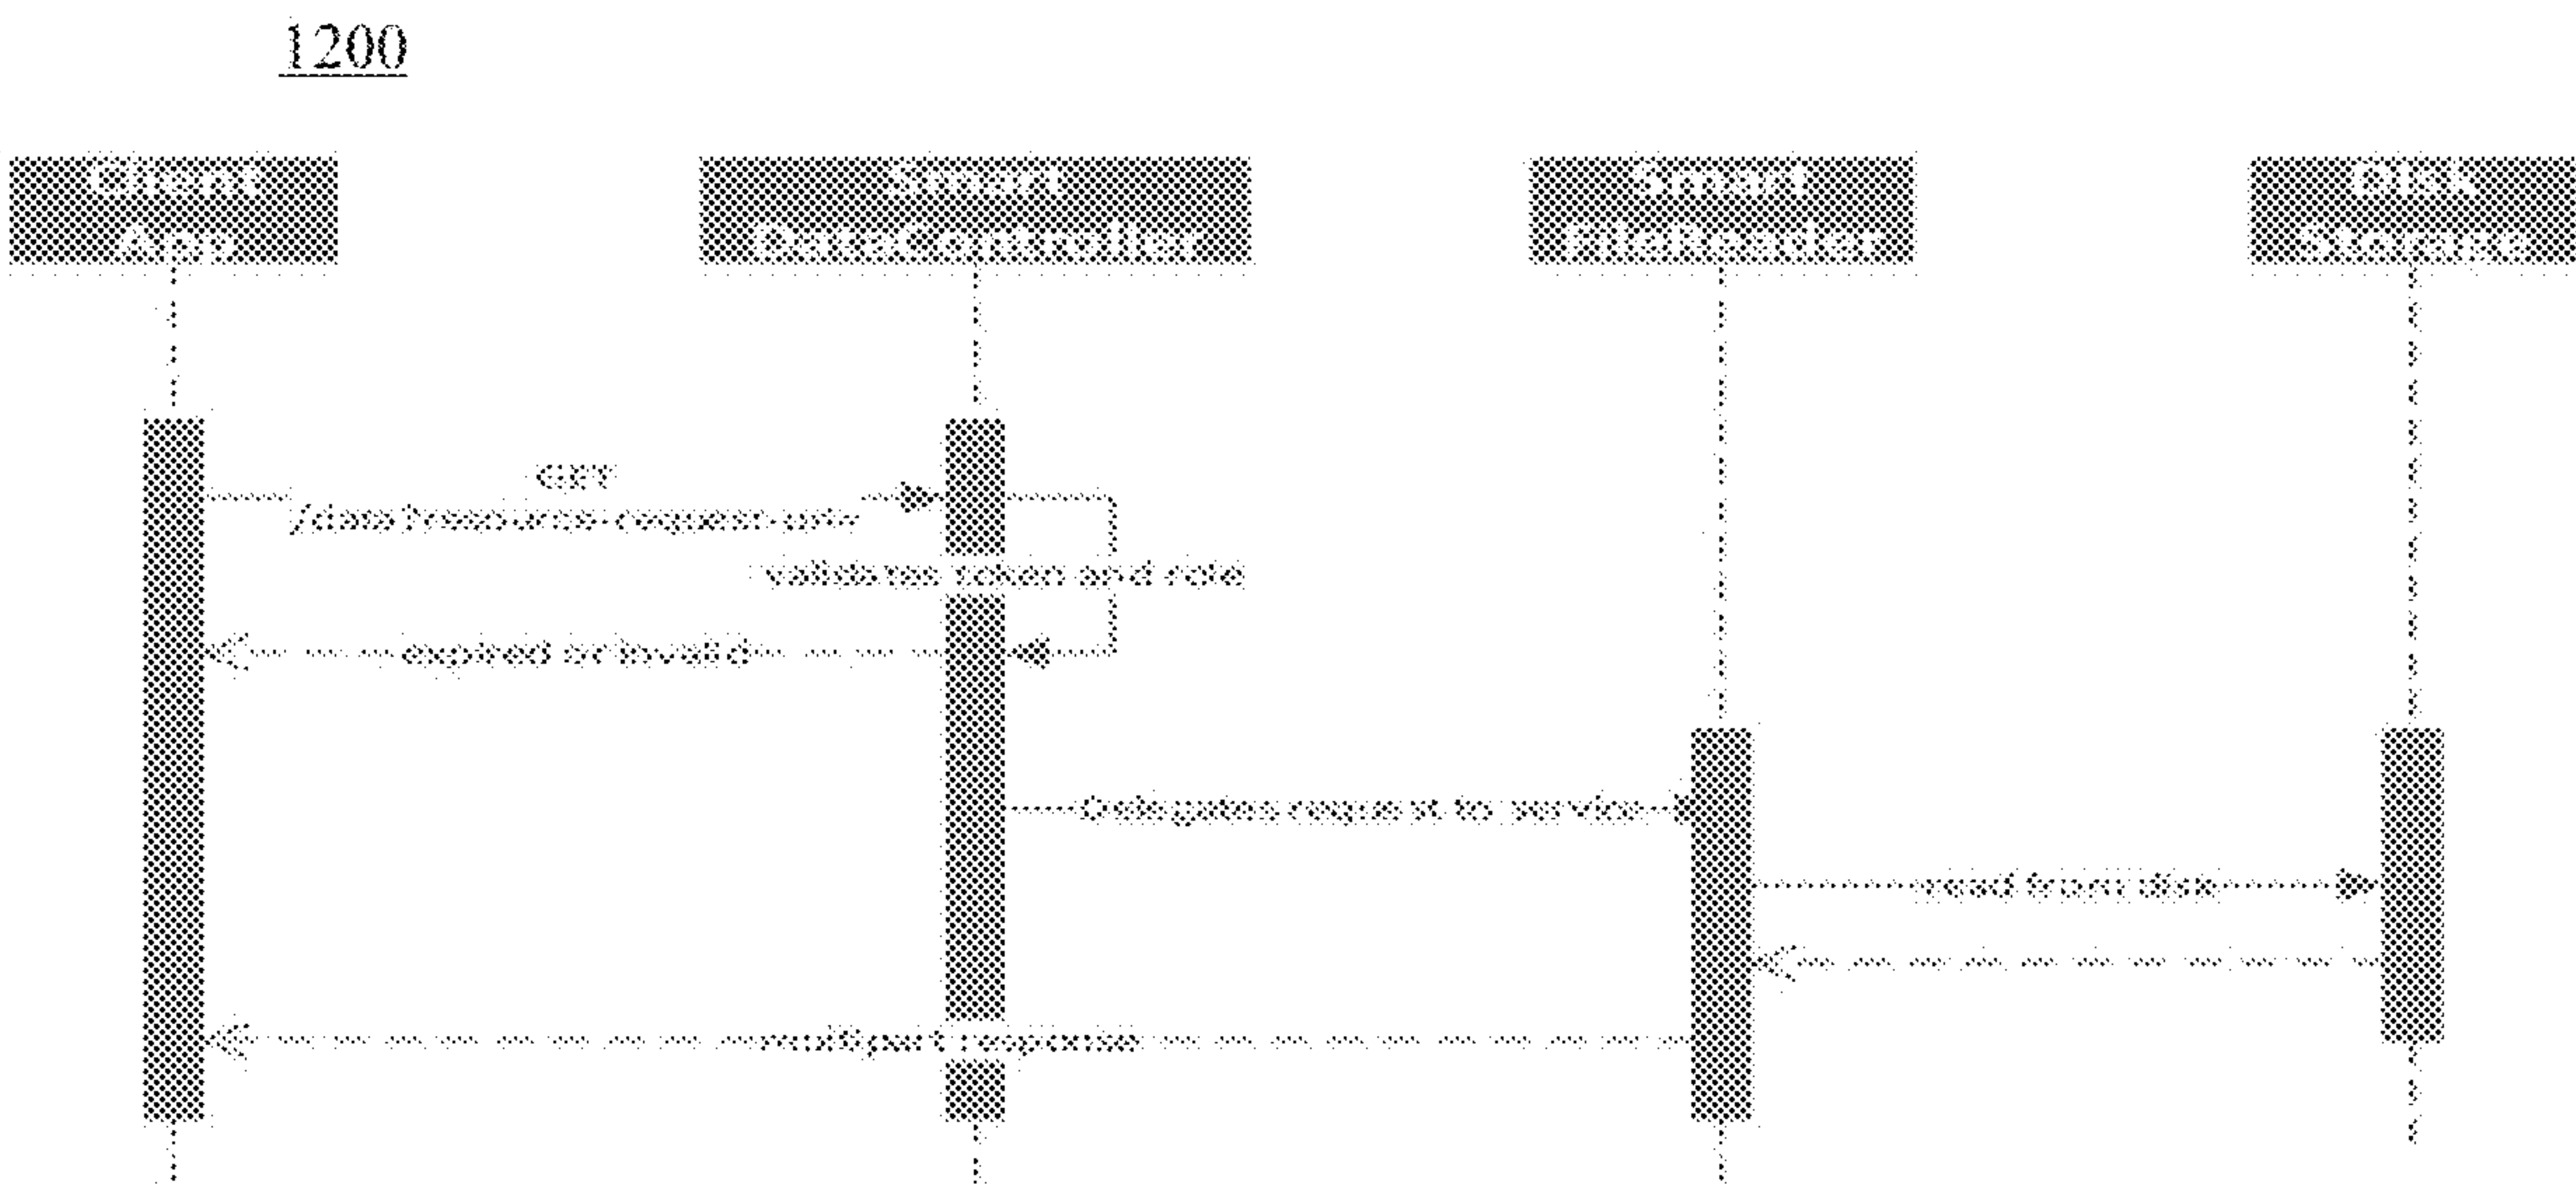 1200
Client
App
Smart
DataController
Smart
FileReader
Disk
Storage
GET
/data?resource-request-uri=
validates token and role
expired or invalid
Delegates request to service
read from disk
multipart response